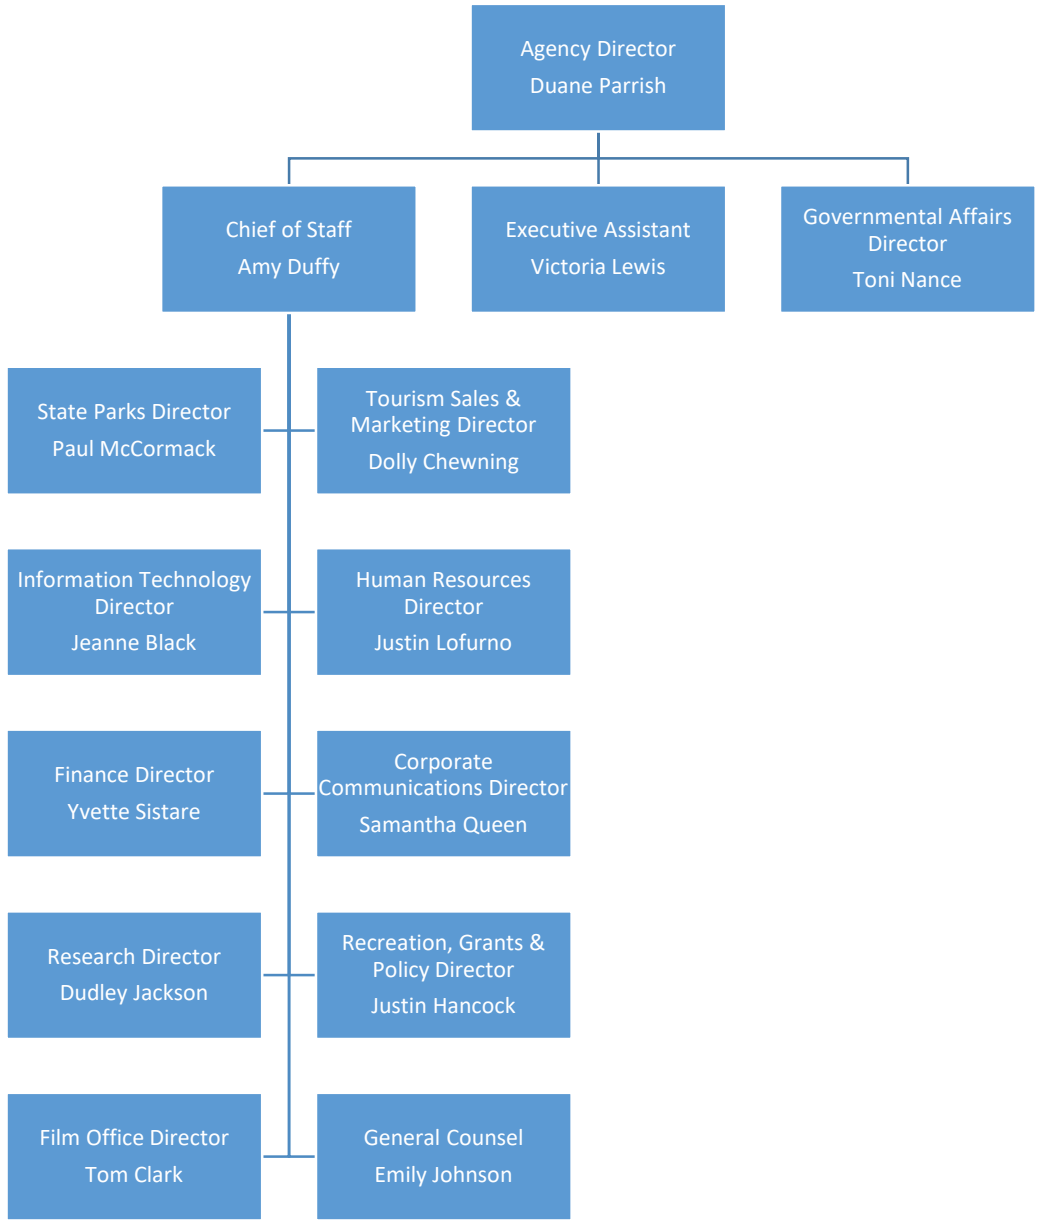 Agency Director
Duane Parrish
Chief of Staff
Amy Duffy
Executive Assistant
Victoria Lewis
Governmental Affairs
Director
Toni Nance
State Parks Director
Paul McCormack
Tourism Sales &
Marketing Director
Dolly Chewning
Information Technology
Director
Jeanne Black
Human Resources
Director
Justin Lofurno
Finance Director
Yvette Sistare
Corporate
Communications Director
Samantha Queen
Research Director
Dudley Jackson
Recreation, Grants &
Policy Director
Justin Hancock
Film Office Director
Tom Clark
General Counsel
Emily Johnson